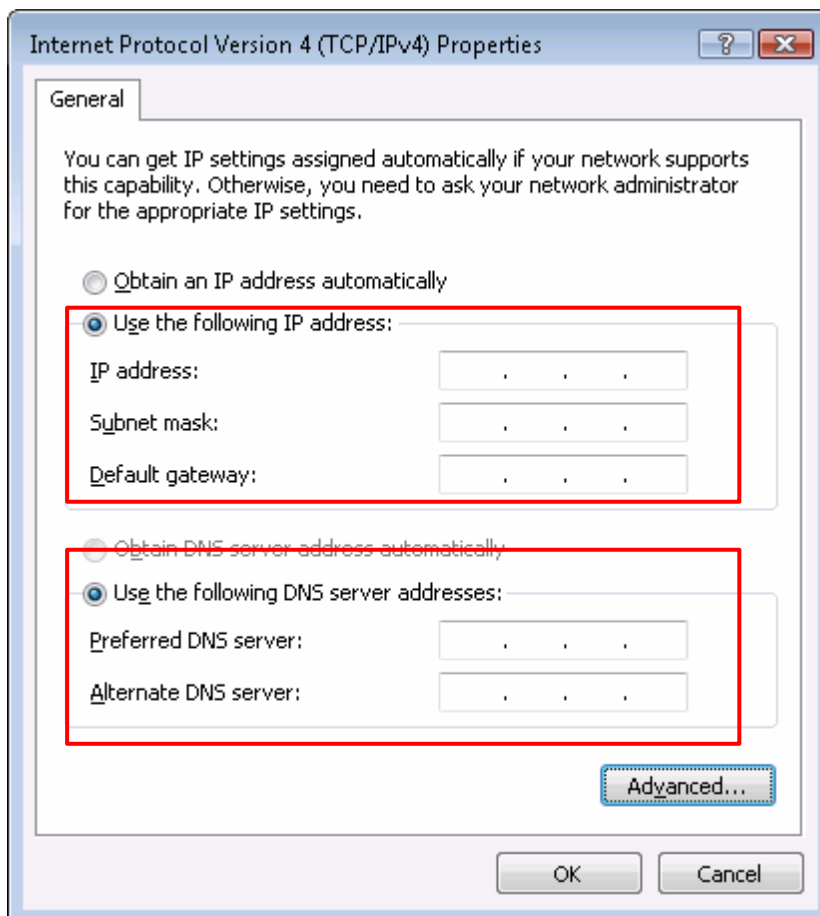 Internet Protocol Version 4 (TCP/IPv4) Properties
General
You can get IP settings assigned automatically if your network supports
this capability. Otherwise, you need to ask your network administrator
for the appropriate IP settings.
Obtain an IP address automatically
Use the following IP address:
IP address: . . .
Subnet mask: . . .
Default gateway: . . .
Obtain DNS server address automatically
Use the following DNS server addresses:
Preferred DNS server: . . .
Alternate DNS server: . . .
Advanced...
OK Cancel